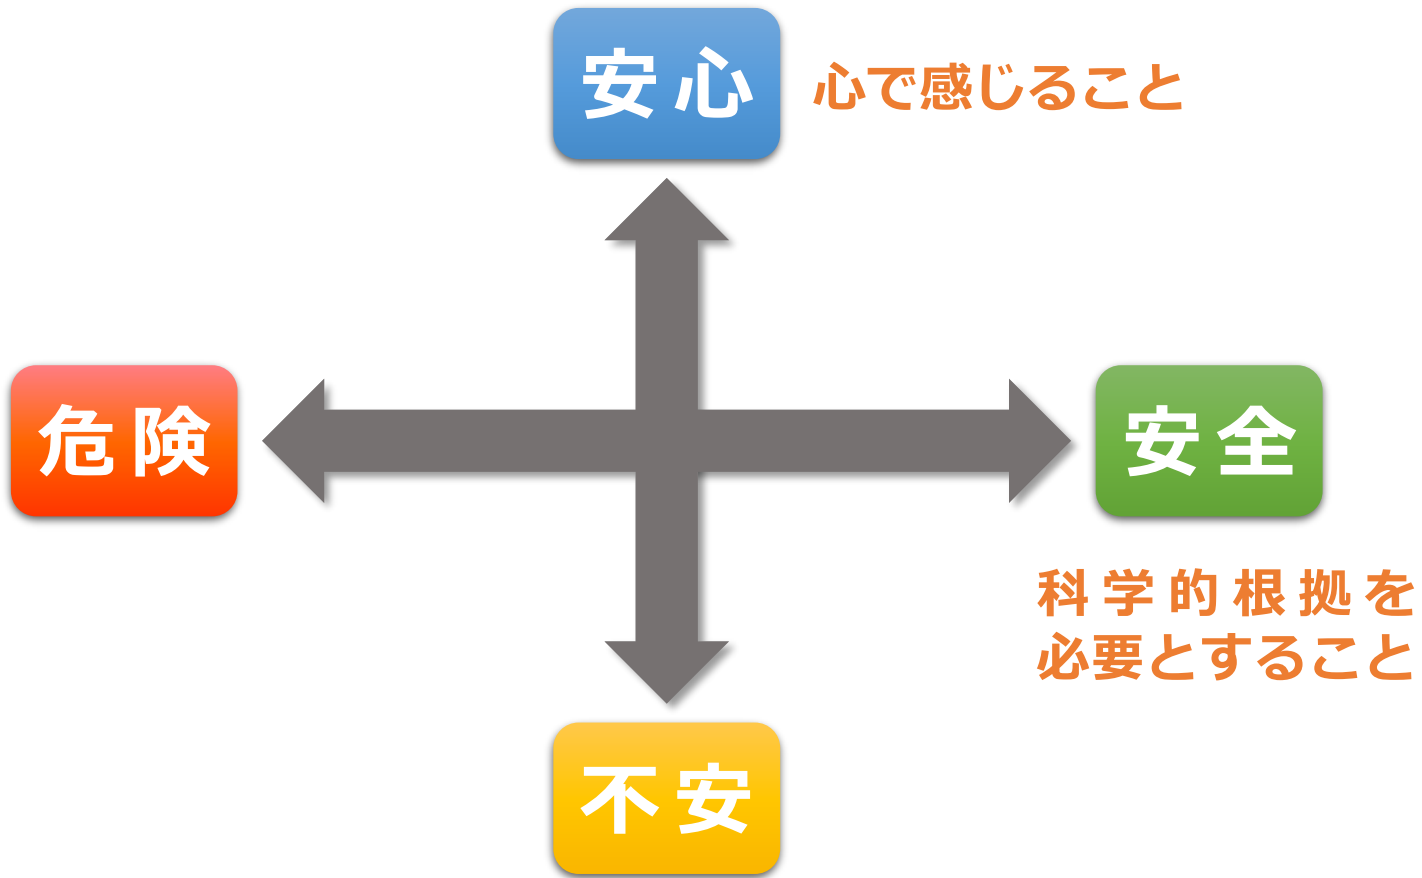 安心
心で感じること
危険
安全
科学的根拠を
必要とすること
不安